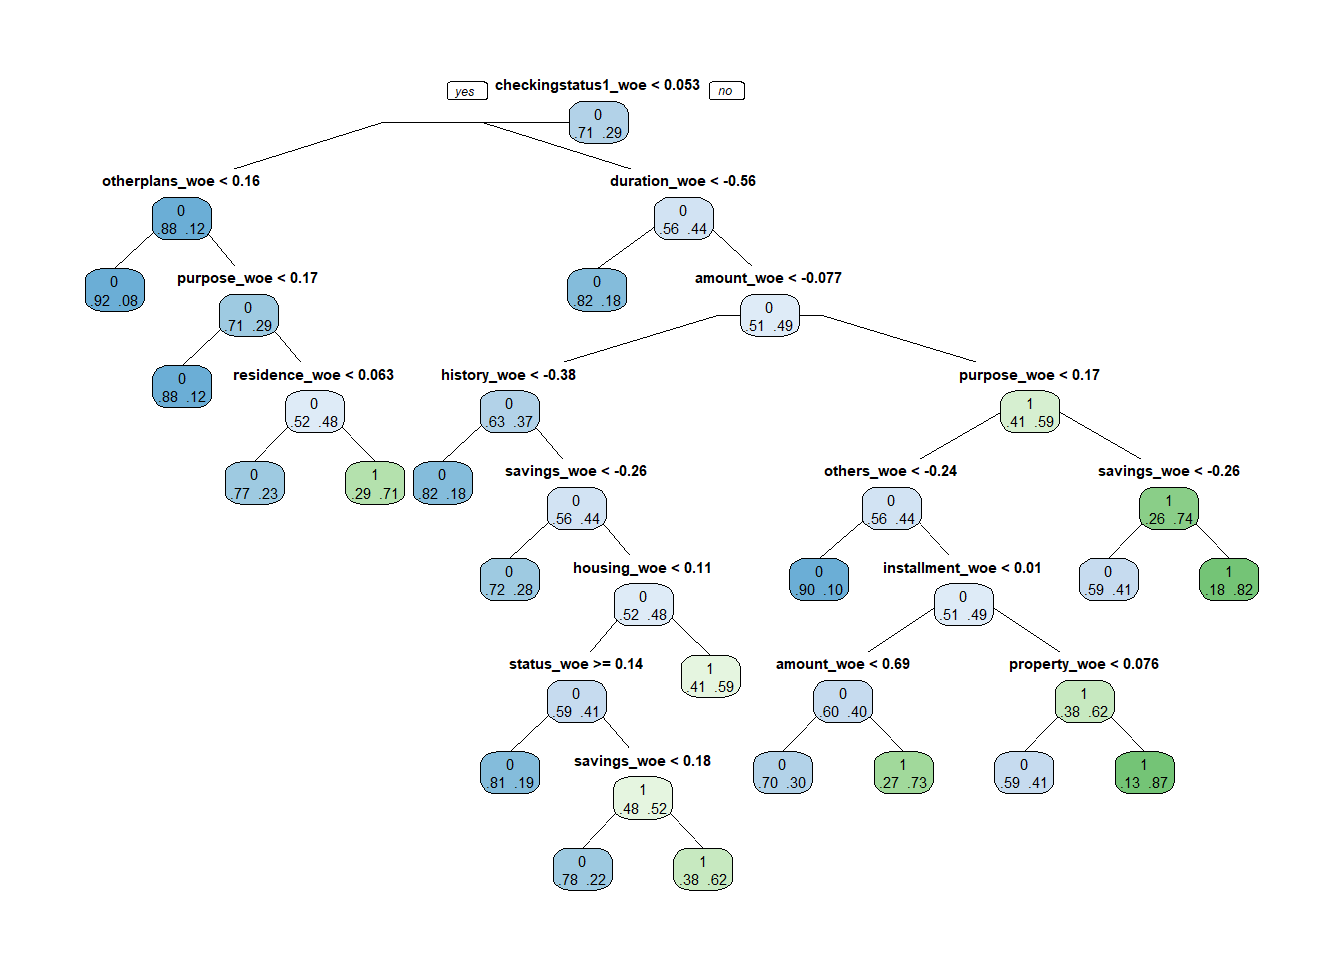 yes checkingstatus1_woe < 0.053 no
0
.71 .29
otherplans_woe < 0.16 duration_woe < -0.56
0 0
.88 .12 .56 .44
0 purpose_woe < 0.17 0 amount_woe < -0.077
.92 .08 0 .82 .18 0
.71 .29 .51 .49
0 residence_woe < 0.063 history_woe < -0.38 purpose_woe < 0.17
.88 .12 0 0 1
.52 .48 .63 .37 .41 .59
0 1 0 savings_woe < -0.26 others_woe < -0.24 savings_woe < -0.26
.77 .23 .29 .71 .82 .18 0 0 1
.56 .44 .56 .44 .26 .74
0 housing_woe < 0.11 0 installment_woe < 0.01 0 1
.72 .28 0 .90 .10 0 .59 .41 .18 .82
.52 .48 .51 .49
status_woe >= 0.14 1 amount_woe < 0.69 property_woe < 0.076
0 .41 .59 0 1
.59 .41 .60 .40 .38 .62
0 savings_woe < 0.18 0 1 0 1
.81 .19 1 .70 .30 .27 .73 .59 .41 .13 .87
.48 .52
0 1
.78 .22 .38 .62